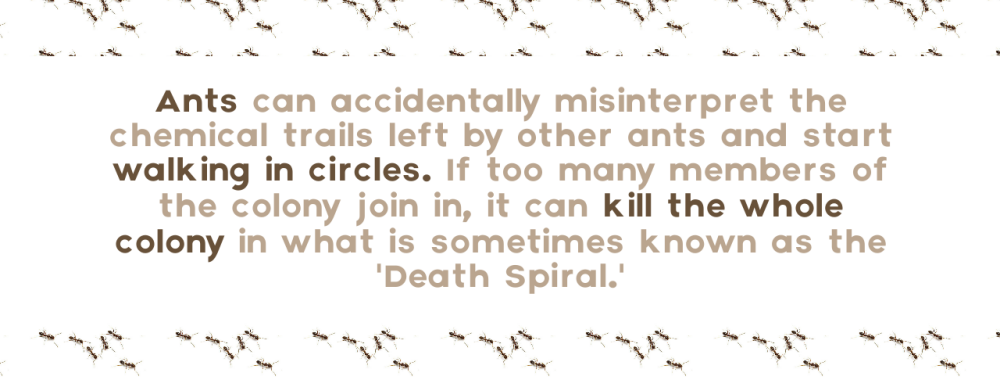 Ants can accidentally misinterpret the
chemical trails left by other ants and start
walking in circles. If too many members of
the colony join in, it can kill the whole
colony in what is sometimes known as the
'Death Spiral.'